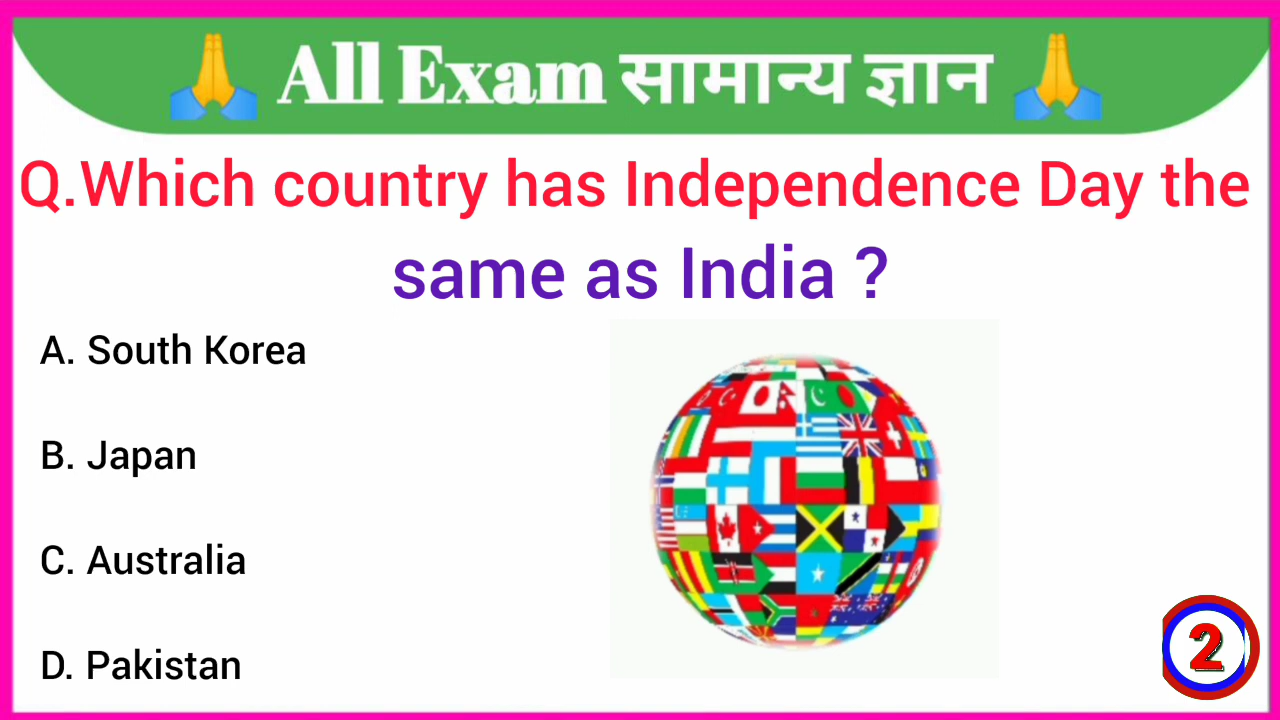 🙏 All Exam सामान्य ज्ञान 🙏
Q.Which country has Independence Day the
same as India ?
A. South Korea
B. Japan
C. Australia
D. Pakistan
2